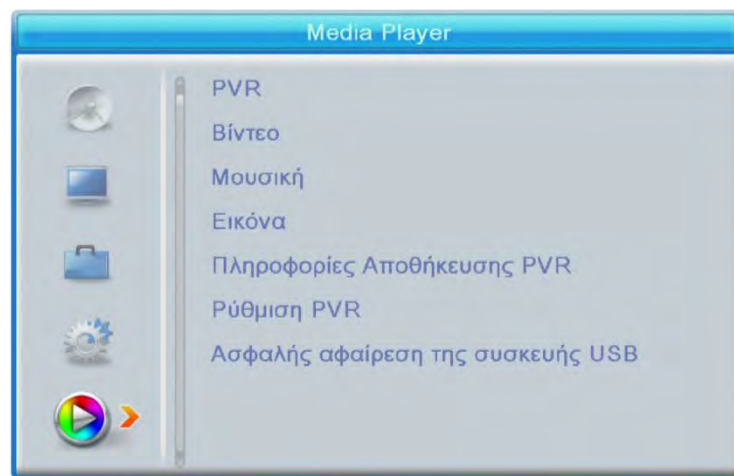 Media Player
PVR
Βίντεο
Μουσική
Εικόνα
Πληροφορίες Αποθήκευσης PVR
Ρύθμιση PVR
Ασφαλής αφαίρεση της συσκευής USB